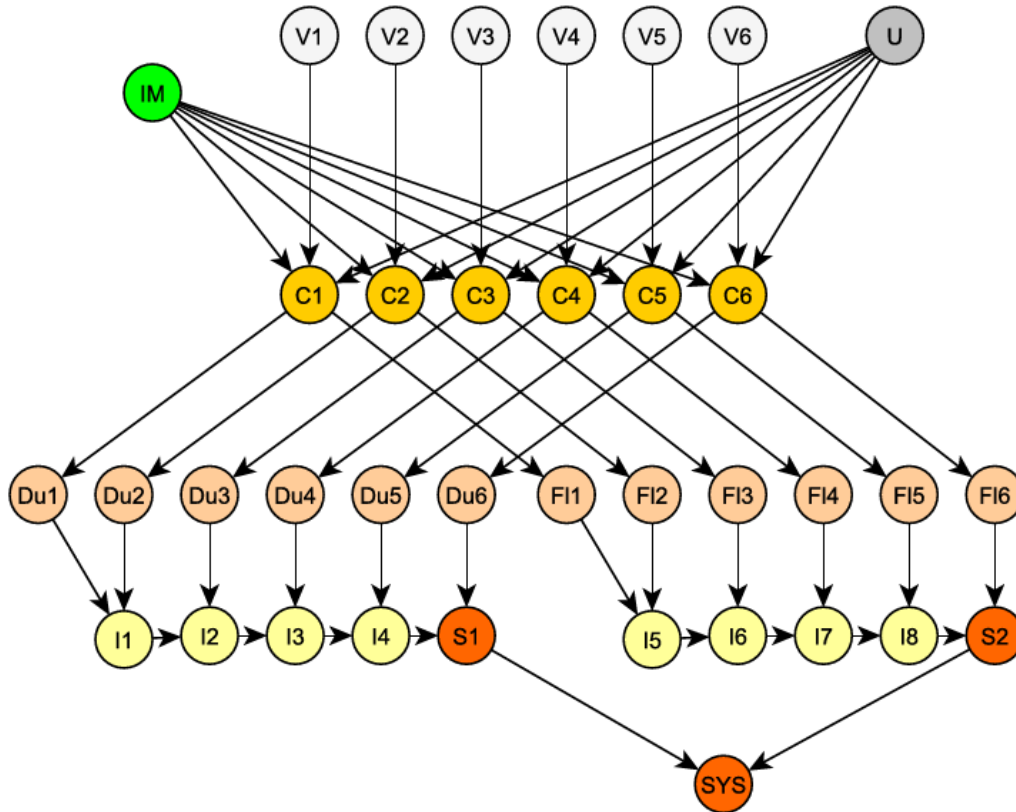 V1 V2 V3 V4 V5 V6 U
IM
C1 C2 C3 C4 C5 C6
Du1 Du2 Du3 Du4 Du5 Du6 Fl1 Fl2 Fl3 Fl4 Fl5 Fl6
I1 I2 I3 I4 S1 I5 I6 I7 I8 S2
SYS